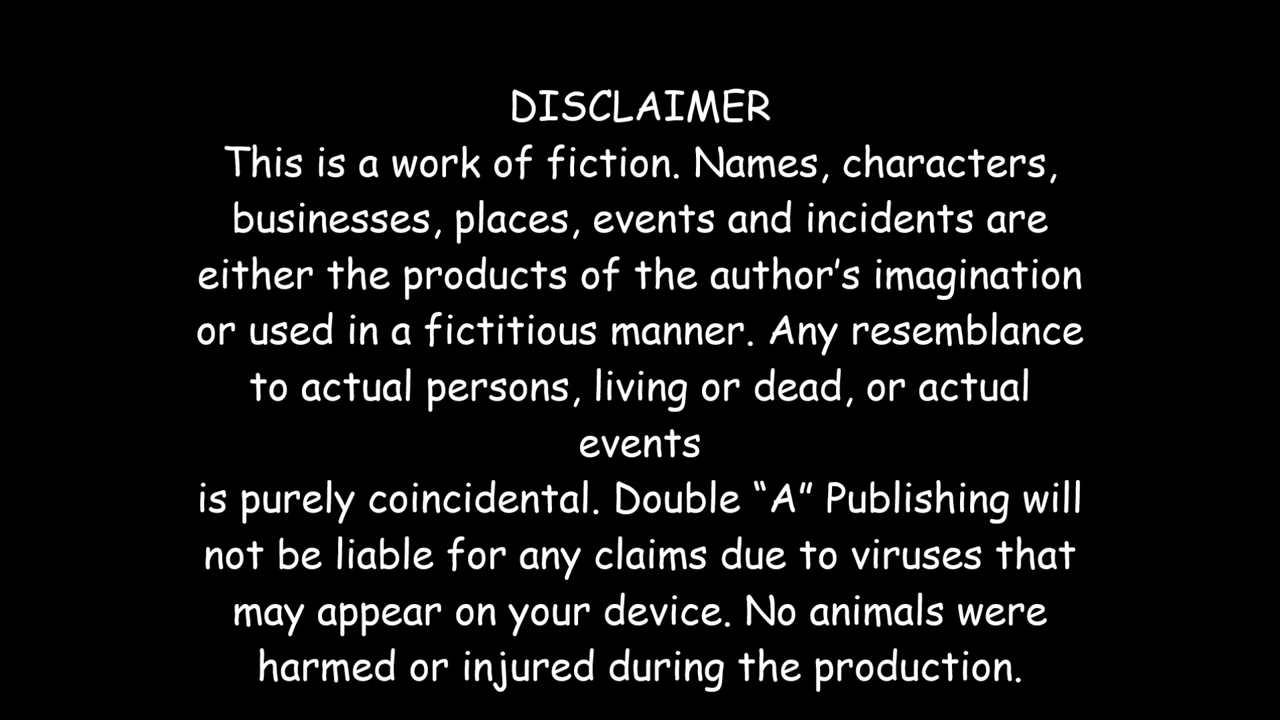 DISCLAIMER
This is a work of fiction. Names, characters,
businesses, places, events and incidents are
either the products of the author’s imagination
or used in a fictitious manner. Any resemblance
to actual persons, living or dead, or actual
events
is purely coincidental. Double “A” Publishing will
not be liable for any claims due to viruses that
may appear on your device. No animals were
harmed or injured during the production.